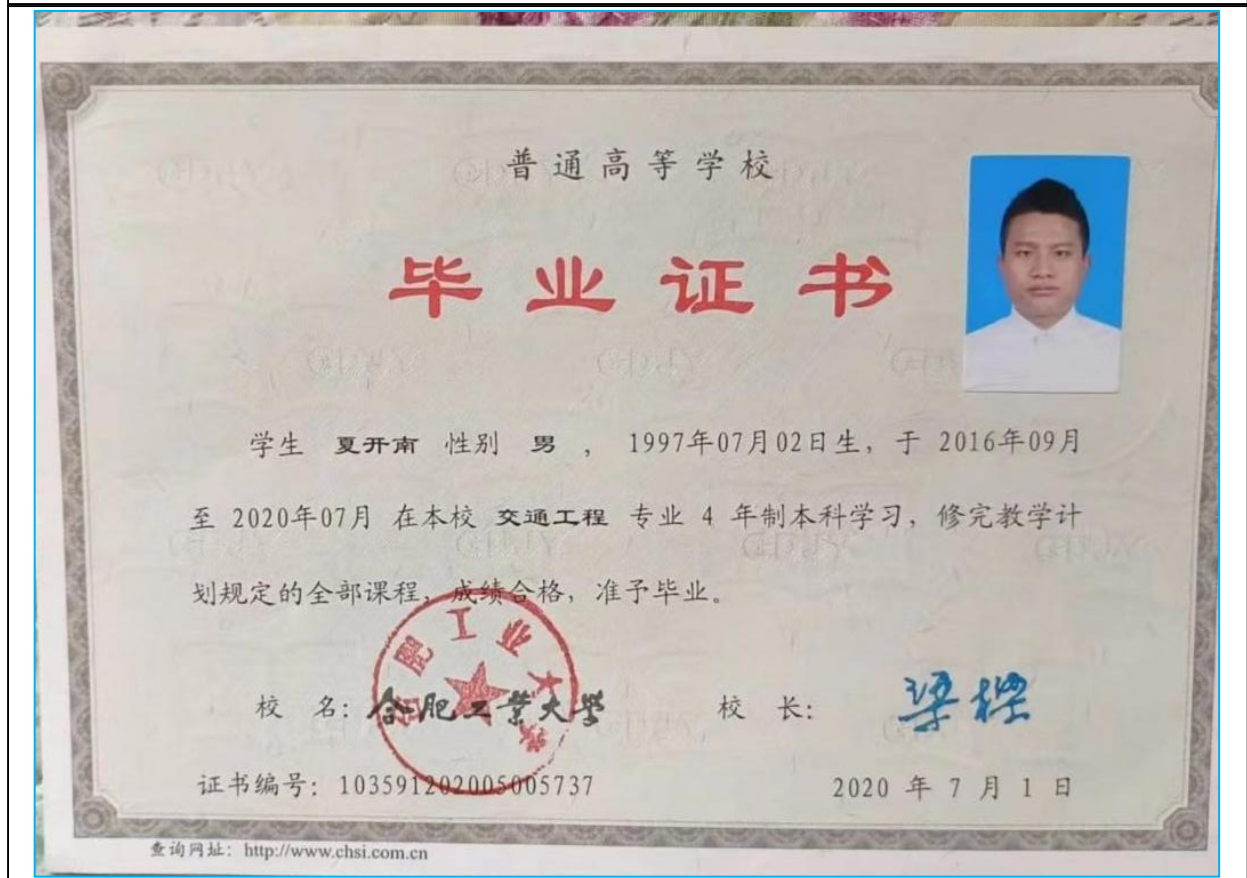 普通高等学校
毕业证书
学生 夏开南 性别 男 , 1997年07月02日生, 于 2016年09月
至 2020年07月 在本校 交通工程 专业 4 年制本科学习, 修完教学计
划规定的全部课程, 成绩合格, 准予毕业。
校 名: 合肥工业大学 校 长: 梁樑
证书编号: 103591202005005737 2020 年 7 月 1 日
查询网址: http://www.chsi.com.cn